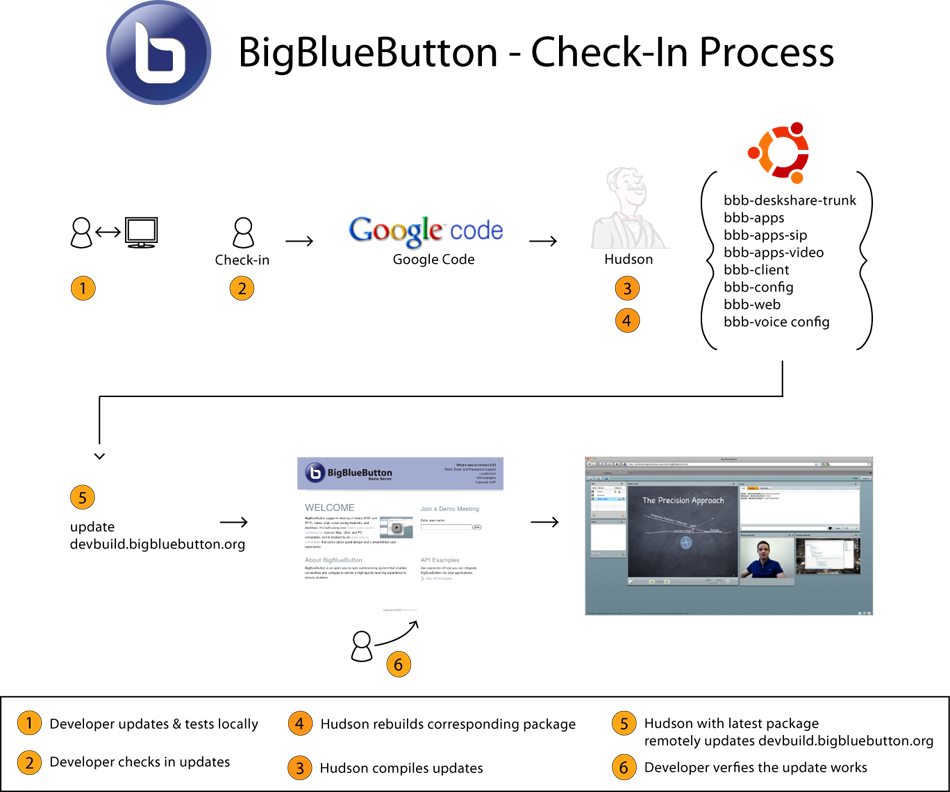 BigBlueButton - Check-In Process
bbb-deskshare-trunk
bbb-apps
bbb-apps-sip
bbb-apps-video
bbb-client
bbb-config
bbb-web
bbb-voice config
Google code
Check-in
Google Code
Hudson
1
2
3
4
5
update
devbuild.bigbluebutton.org
BigBlueButton
Demo Server
WELCOME
Join a Demo Meeting
About BigBlueButton
API Examples
The Precision Approach
6
1 Developer updates & tests locally
4 Hudson rebuilds corresponding package
5 Hudson with latest package
remotely updates devbuild.bigbluebutton.org
2 Developer checks in updates
3 Hudson compiles updates
6 Developer verfies the update works